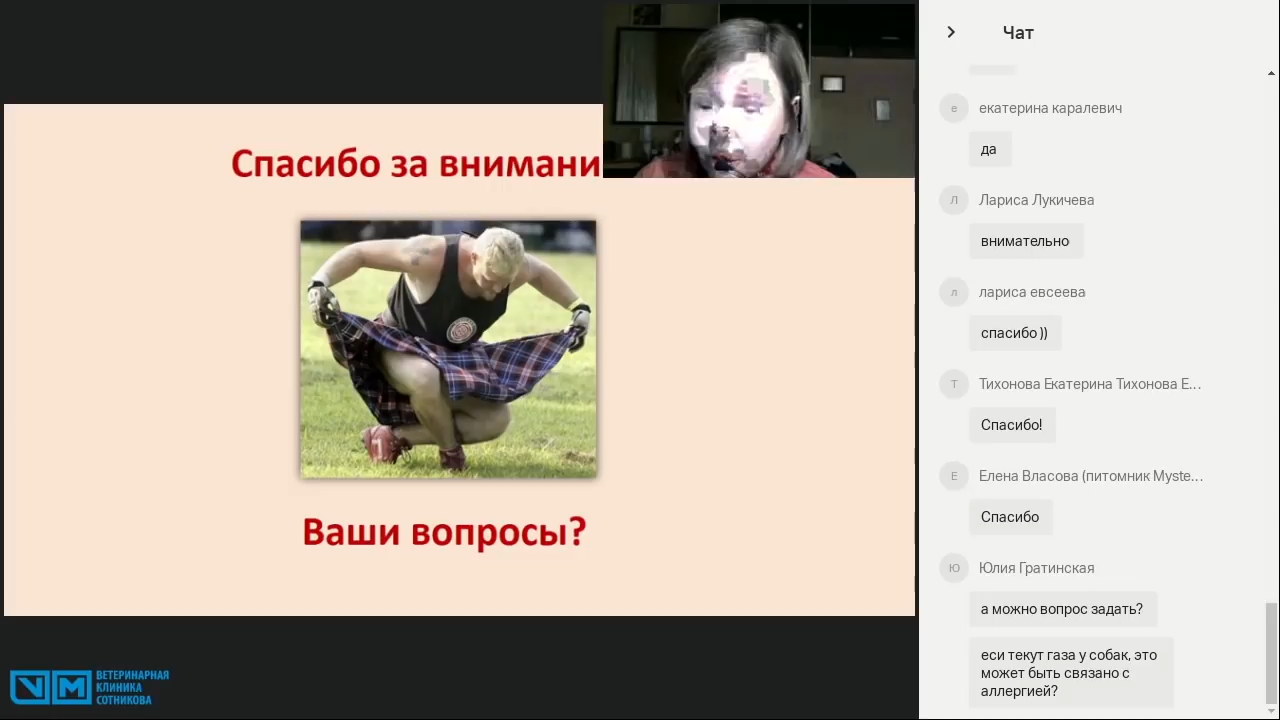 Спасибо за внимани
Ваши вопросы?
ВЕТЕРИНАРНАЯ
КЛИНИКА
СОТНИКОВА
Чат
е
екатерина каралевич
да
Л
Лариса Лукичева
внимательно
л
лариса евсеева
спасибо ))
Т
Тихонова Екатерина Тихонова Е...
Спасибо!
Е
Елена Власова (питомник Myste...
Спасибо
Ю
Юлия Гратинская
а можно вопрос задать?
еси текут газа у собак, это
может быть связано с
аллергией?